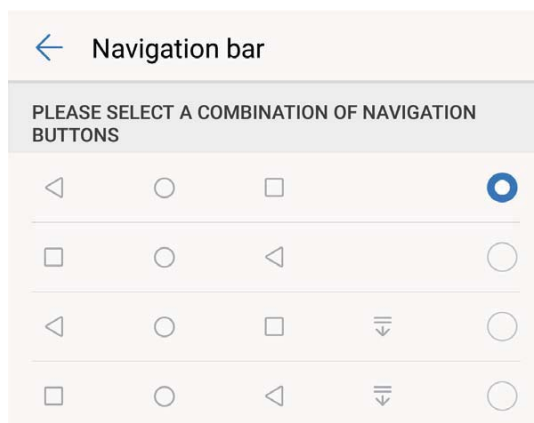 Navigation bar
PLEASE SELECT A COMBINATION OF NAVIGATION
BUTTONS